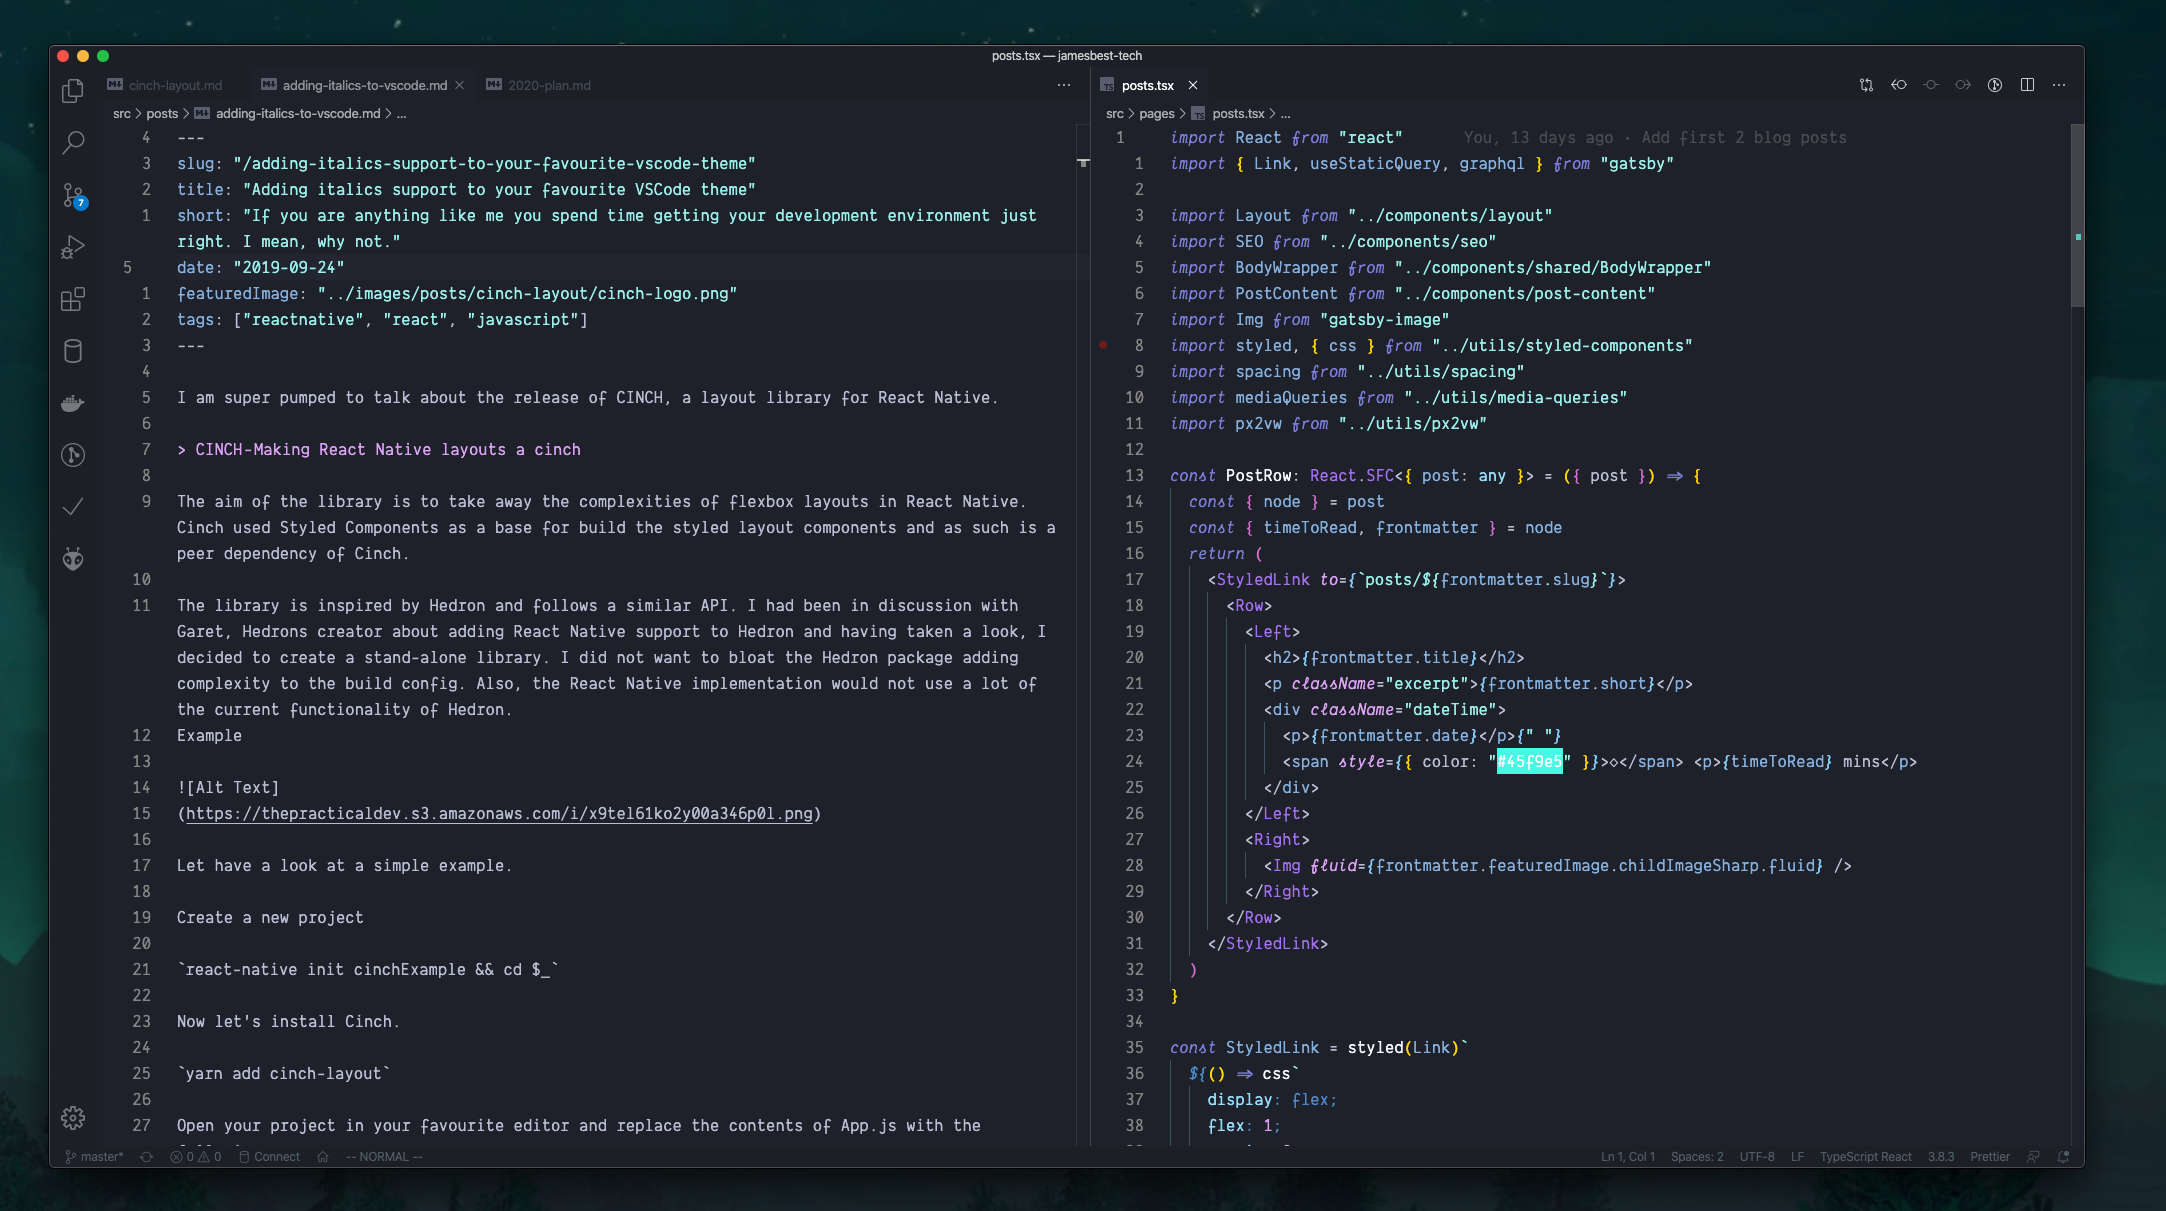 posts.tsx — jamesbest-tech
cinch-layout.md
adding-italics-to-vscode.md
2020-plan.md
src > posts > adding-italics-to-vscode.md > ...
4 ---
3 slug: "/adding-italics-support-to-your-favourite-vscode-theme"
2 title: "Adding italics support to your favourite VSCode theme"
1 short: "If you are anything like me you spend time getting your development environment just
right. I mean, why not."
5 date: "2019-09-24"
1 featuredImage: "../images/posts/cinch-layout/cinch-logo.png"
2 tags: ["reactnative", "react", "javascript"]
3 ---
4
5 I am super pumped to talk about the release of CINCH, a layout library for React Native.
6
7 > CINCH-Making React Native layouts a cinch
8
9 The aim of the library is to take away the complexities of flexbox layouts in React Native.
Cinch used Styled Components as a base for build the styled layout components and as such is a
peer dependency of Cinch.
10
11 The library is inspired by Hedron and follows a similar API. I had been in discussion with
Garet, Hedrons creator about adding React Native support to Hedron and having taken a look, I
decided to create a stand-alone library. I did not want to bloat the Hedron package adding
complexity to the build config. Also, the React Native implementation would not use a lot of
the current functionality of Hedron.
12 Example
13
14 ![Alt Text]
15 (https://thepracticaldev.s3.amazonaws.com/i/x9tel61ko2y00a346p0l.png)
16
17 Let have a look at a simple example.
18
19 Create a new project
20
21 `react-native init cinchExample && cd $_`
22
23 Now let's install Cinch.
24
25 `yarn add cinch-layout`
26
27 Open your project in your favourite editor and replace the contents of App.js with the
7
posts.tsx
src > pages > posts.tsx > ...
1 import React from "react" You, 13 days ago • Add first 2 blog posts
1 import { Link, useStaticQuery, graphql } from "gatsby"
2
3 import Layout from "../components/layout"
4 import SEO from "../components/seo"
5 import BodyWrapper from "../components/shared/BodyWrapper"
6 import PostContent from "../components/post-content"
7 import Img from "gatsby-image"
8 import styled, { css } from "../utils/styled-components"
9 import spacing from "../utils/spacing"
10 import mediaQueries from "../utils/media-queries"
11 import px2vw from "../utils/px2vw"
12
13 const PostRow: React.SFC<{ post: any }> = ({ post }) => {
14 const { node } = post
15 const { timeToRead, frontmatter } = node
16 return (
17 <StyledLink to={`posts/${frontmatter.slug}`}>
18 <Row>
19 <Left>
20 <h2>{frontmatter.title}</h2>
21 <p className="excerpt">{frontmatter.short}</p>
22 <div className="dateTime">
23 <p>{frontmatter.date}</p>{" "}
24 <span style={{ color: "#45f9e5" }}>◇</span> <p>{timeToRead} mins</p>
25 </div>
26 </Left>
27 <Right>
28 <Img fluid={frontmatter.featuredImage.childImageSharp.fluid} />
29 </Right>
30 </Row>
31 </StyledLink>
32 )
33 }
34
35 const StyledLink = styled(Link)`
36 ${() => css`
37 display: flex;
38 flex: 1;
master* 0 0 Connect -- NORMAL --
Ln 1, Col 1 Spaces: 2 UTF-8 LF TypeScript React 3.8.3 Prettier